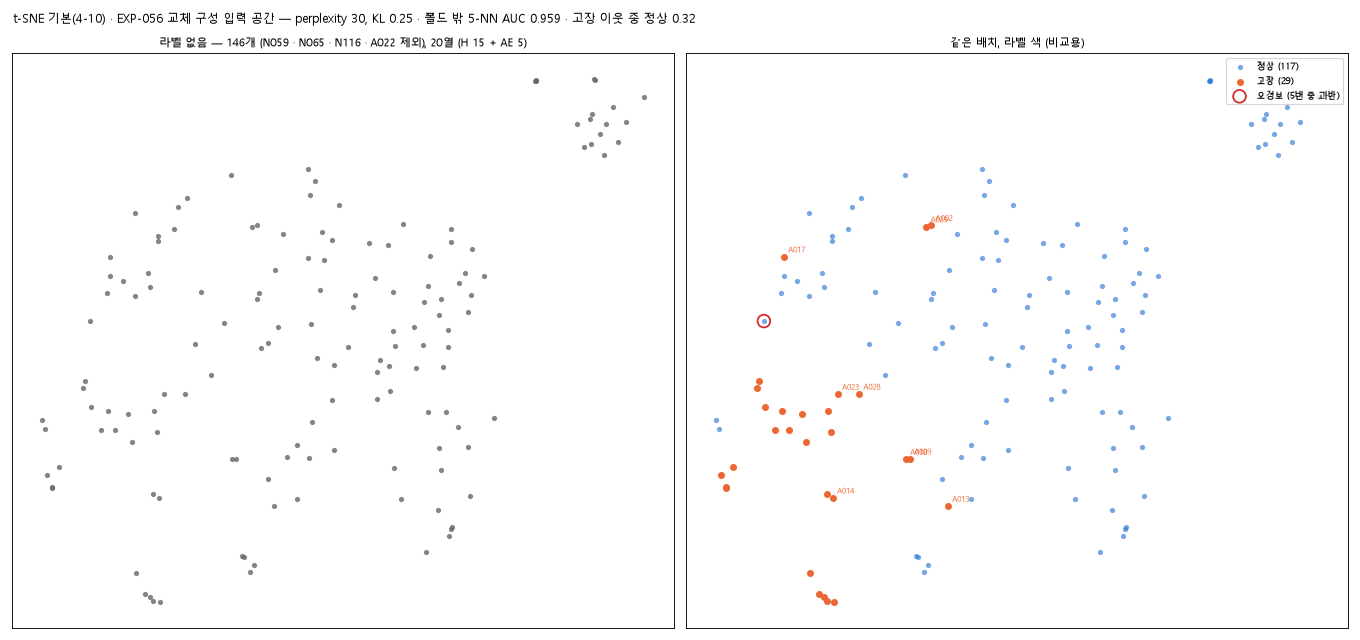 t-SNE 기본(4-10) · EXP-056 교체 구성 입력 공간 — perplexity 30, KL 0.25 · 폴드 밖 5-NN AUC 0.959 · 고장 이웃 중 정상 0.32
라벨 없음 — 146개 (N059 · N065 · N116 · A022 제외), 20열 (H 15 + AE 5)
같은 배치, 라벨 색 (비교용)
정상 (117)
고장 (29)
오경보 (5번 중 과반)
A002
A017
A023 A028
A014
A013